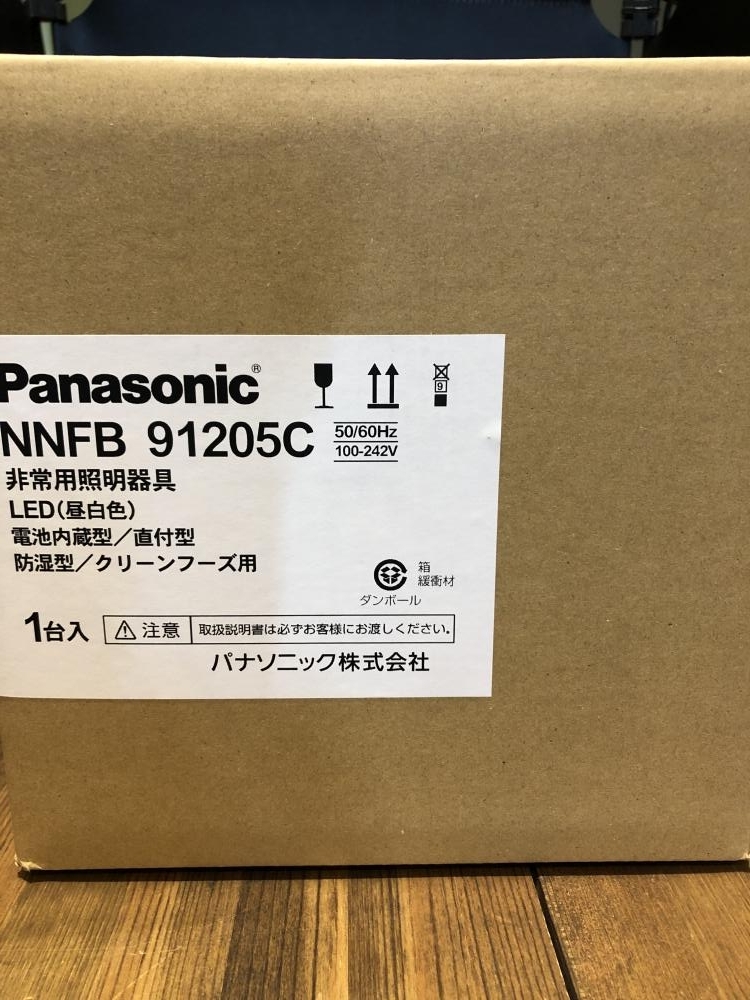 Panasonic®
9
NNFB 91205C
50/60Hz
100-242V
非常用照明器具
LED(昼白色)
電池内蔵型/直付型
防湿型/クリーンフーズ用
箱
緩衝材
ダンボール
1台入
注意
取扱説明書は必ずお客様にお渡しください。
パナソニック株式会社